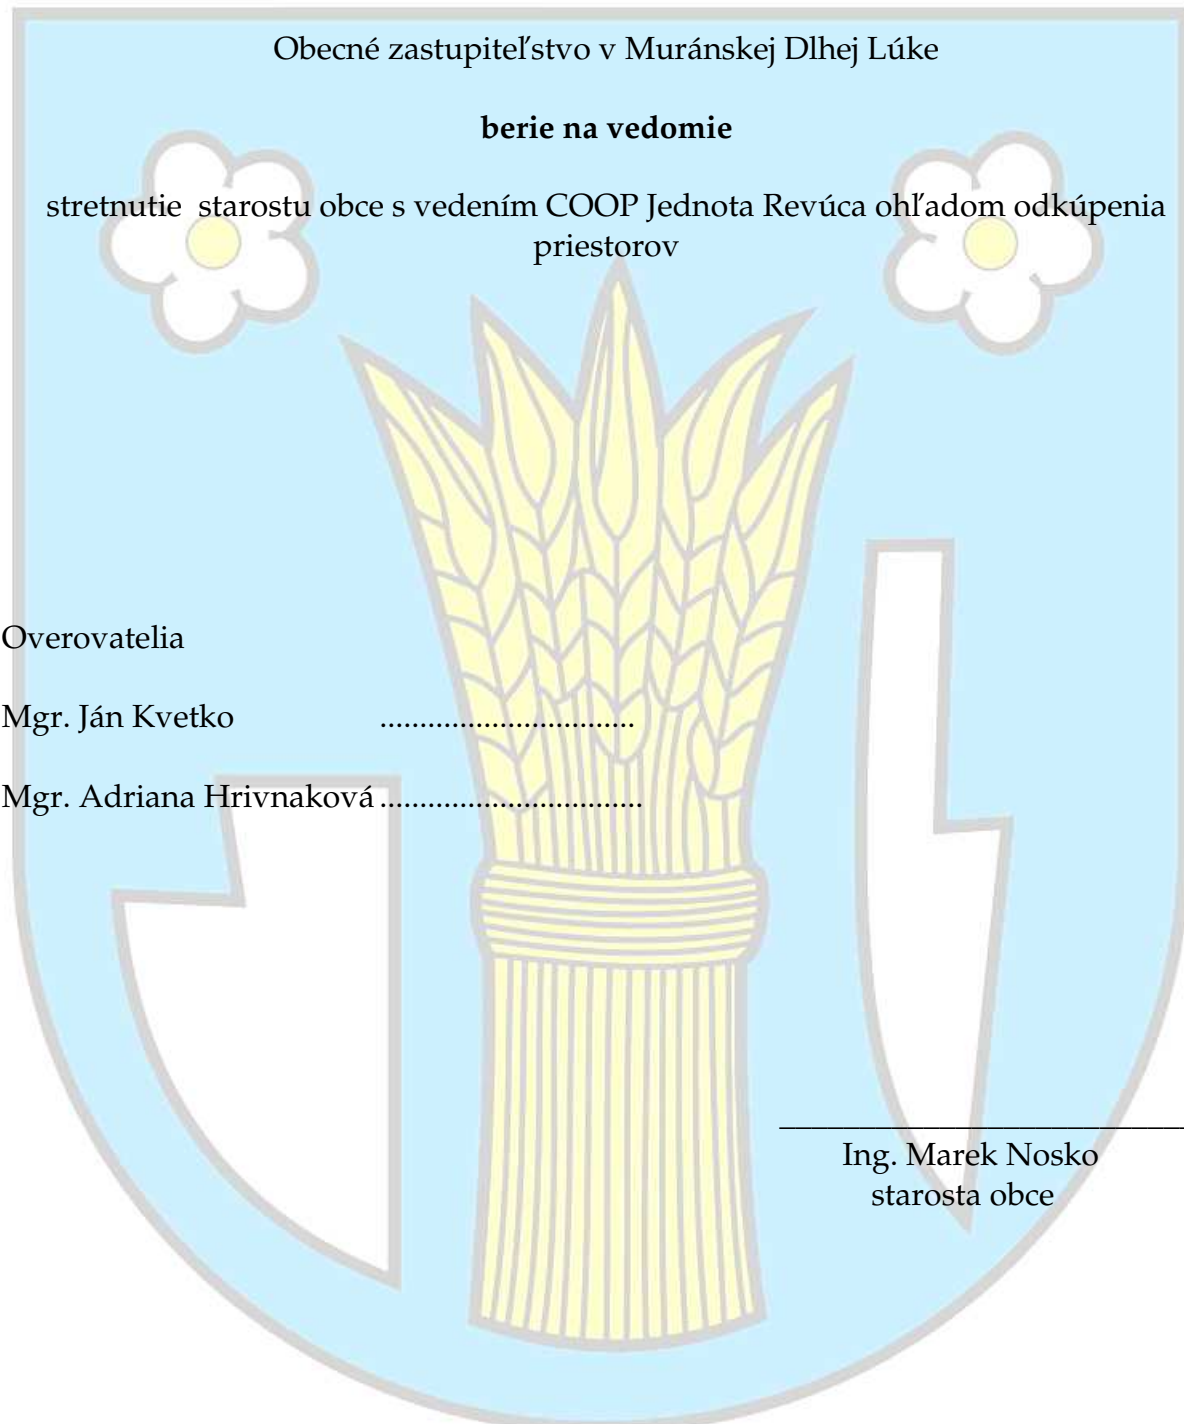 Obecné zastupiteľstvo v Muránskej Dlhej Lúke
berie na vedomie
stretnutie starostu obce s vedením COOP Jednota Revúca ohľadom odkúpenia
priestorov
Overovatelia
Mgr. Ján Kvetko ................................
Mgr. Adriana Hrivnaková .................................
Ing. Marek Nosko
starosta obce